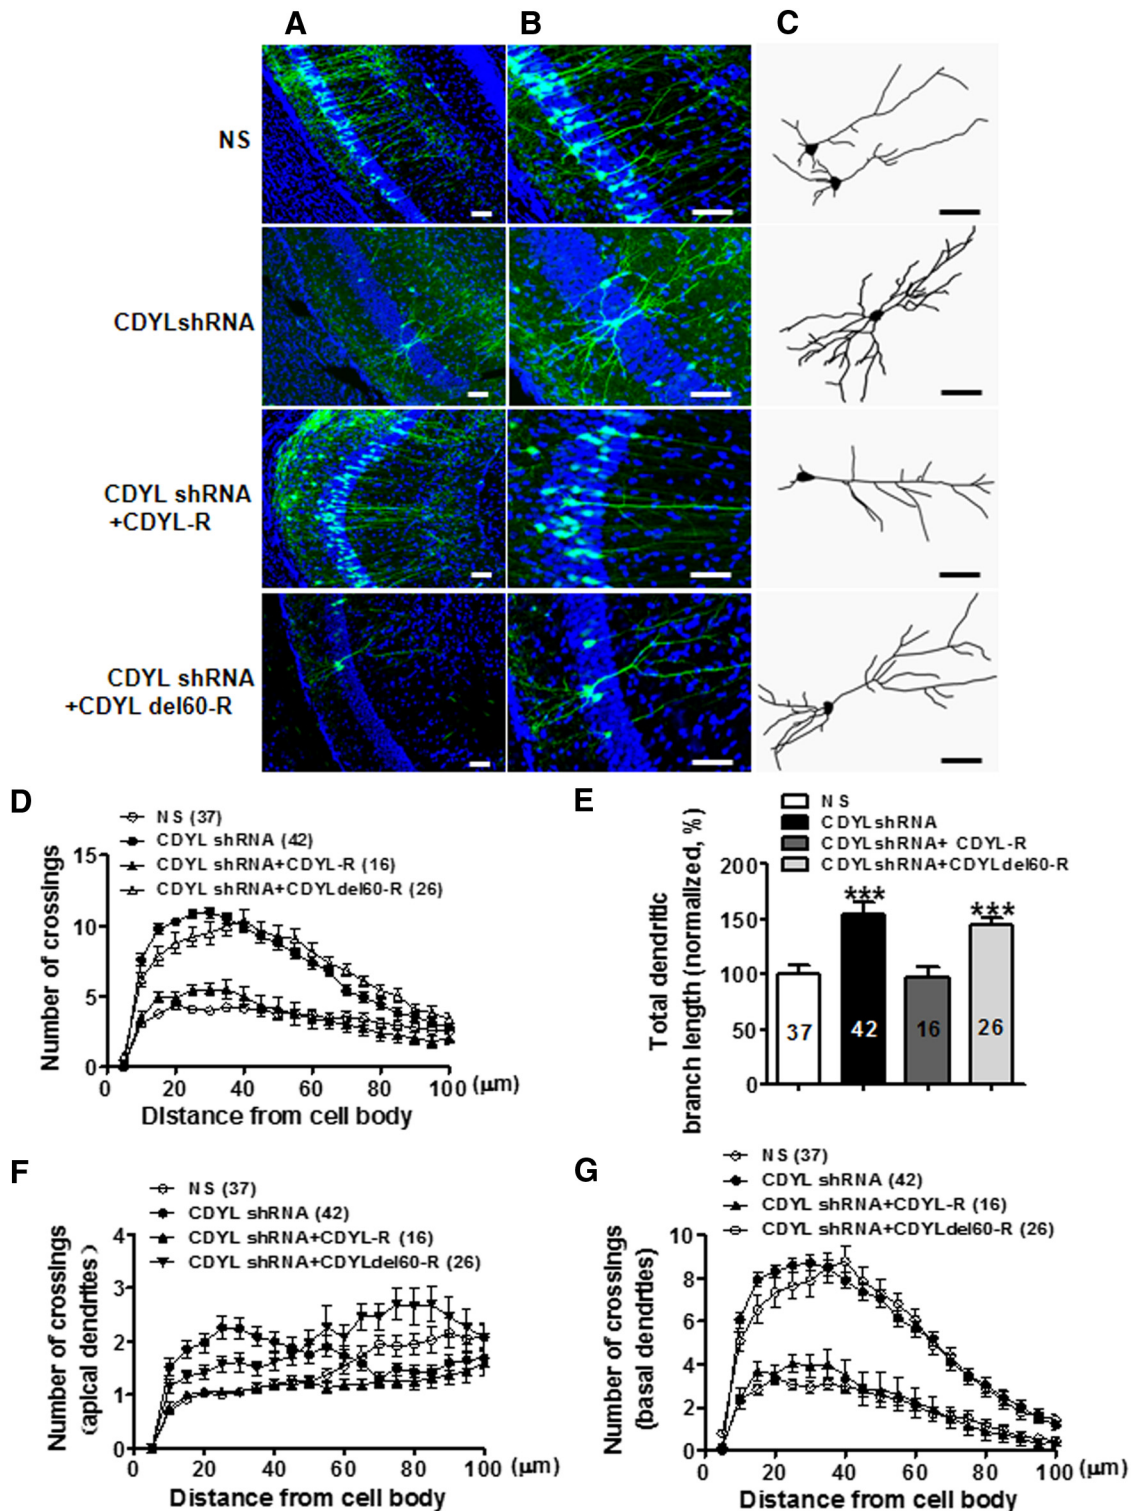 A B C
NS
CDYLshRNA
CDYL shRNA
+CDYL-R
CDYL shRNA
+CDYL del60-R
D
NS (37)
CDYL shRNA (42)
CDYL shRNA+CDYL-R (16)
CDYL shRNA+CDYLdel60-R (26)
Number of crossings
15
10
5
0
0 20 40 60 80 100 (μm)
Distance from cell body
E
NS
CDYLshRNA
CDYLshRNA+ CDYL-R
CDYLshRNA+CDYLdel60-R
Total dendritic
branch length (normalized, %)
200
150
100
50
0
*** ***
37 42 16 26
F
NS (37)
CDYL shRNA (42)
CDYL shRNA+CDYL-R (16)
CDYL shRNA+CDYLdel60-R (26)
Number of crossings
(apical dendrites)
4
3
2
1
0
0 20 40 60 80 100 (μm)
Distance from cell body
G
NS (37)
CDYL shRNA (42)
CDYL shRNA+CDYL-R (16)
CDYL shRNA+CDYLdel60-R (26)
Number of crossings
(basal dendrties)
10
8
6
4
2
0
0 20 40 60 80 100 (μm)
Distance from cell body